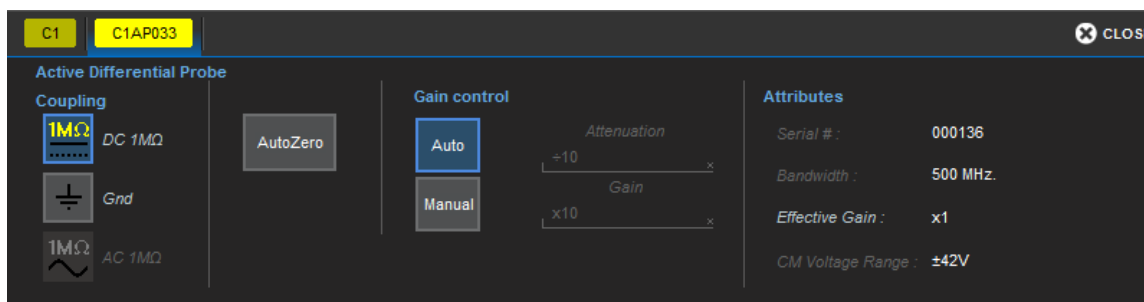 C1
C1AP033
CLOS
Active Differential Probe
Coupling
1MΩ
DC 1MΩ
Gnd
1MΩ
AC 1MΩ
AutoZero
Gain control
Auto
Manual
Attenuation
÷10
×
Gain
x10
×
Attributes
Serial # : 000136
Bandwidth : 500 MHz.
Effective Gain : x1
CM Voltage Range : ±42V